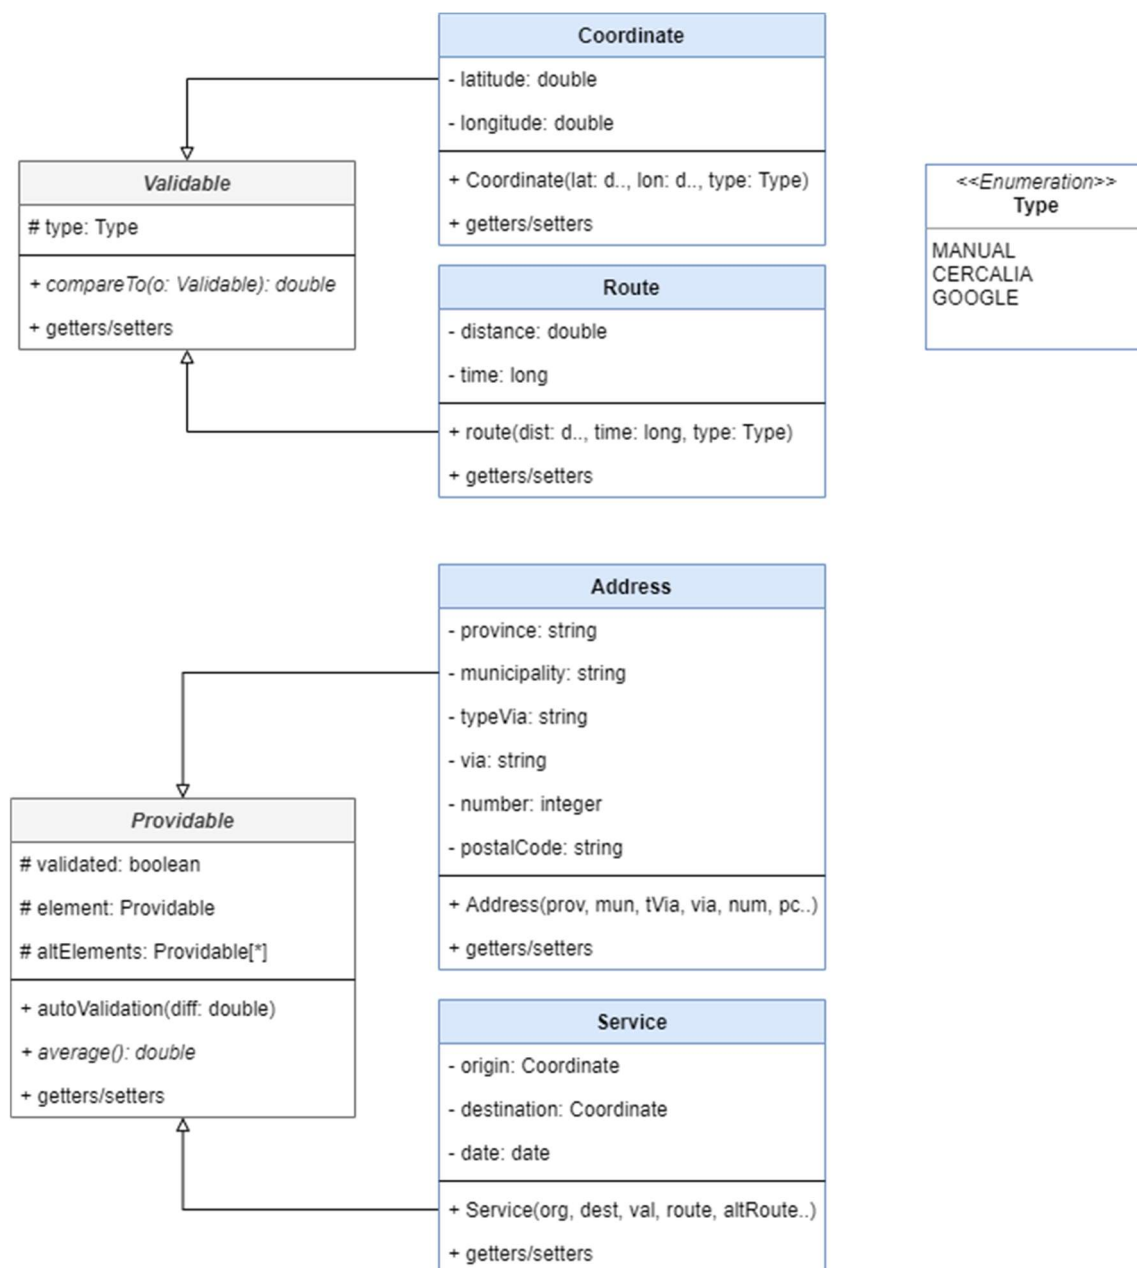 Coordinate
- latitude: double
- longitude: double
+ Coordinate(lat: d.., lon: d.., type: Type)
+ getters/setters
Validable
# type: Type
+ compareTo(o: Validable): double
+ getters/setters
<<Enumeration>>
Type
MANUAL
CERCALIA
GOOGLE
Route
- distance: double
- time: long
+ route(dist: d.., time: long, type: Type)
+ getters/setters
Address
- province: string
- municipality: string
- typeVia: string
- via: string
- number: integer
- postalCode: string
+ Address(prov, mun, tVia, via, num, pc..)
+ getters/setters
Providable
# validated: boolean
# element: Providable
# altElements: Providable[*]
+ autoValidation(diff: double)
+ average(): double
+ getters/setters
Service
- origin: Coordinate
- destination: Coordinate
- date: date
+ Service(org, dest, val, route, altRoute..)
+ getters/setters